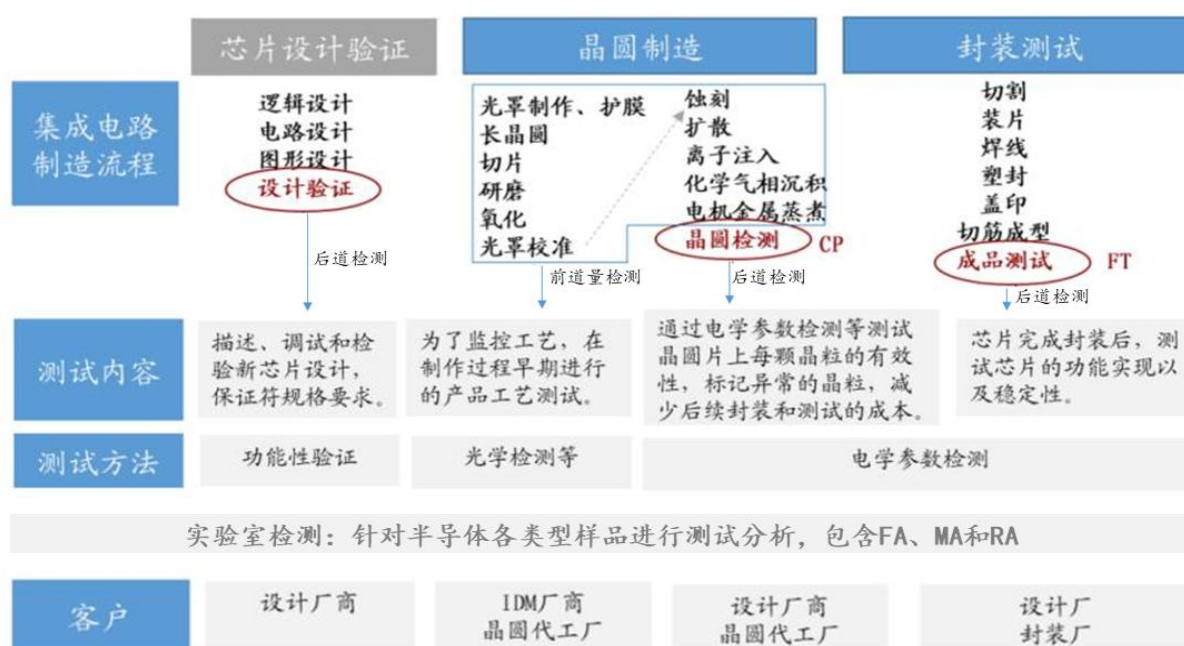 芯片设计验证
晶圆制造
封装测试
集成电路
制造流程
逻辑设计
电路设计
图形设计
设计验证
光罩制作、扩膜
长晶圆
切片
研磨
氧化
光罩校准
蚀刻
扩散
离子注入
化学气相沉积
电机金属蒸煮
晶圆检测
CP
切割
装片
焊线
塑封
盖印
切筋成型
成品测试
FT
后道检测
前道量检测
后道检测
后道检测
测试内容
描述、调试和检
验新芯片设计，
保证符规格要求。
为了监控工艺，在
制作过程早期进行
的产品工艺测试。
通过电学参数检测等测试
晶圆片上每颗晶粒的有效
性，标记异常的晶粒，减
少后续封装和测试的成本。
芯片完成封装后，测
试芯片的功能实现以
及稳定性。
测试方法
功能性验证
光学检测等
电学参数检测
实验室检测：针对半导体各类型样品进行测试分析，包含FA、MA和RA
客户
设计厂商
IDM厂商
晶圆代工厂
设计厂商
晶圆代工厂
设计厂
封装厂